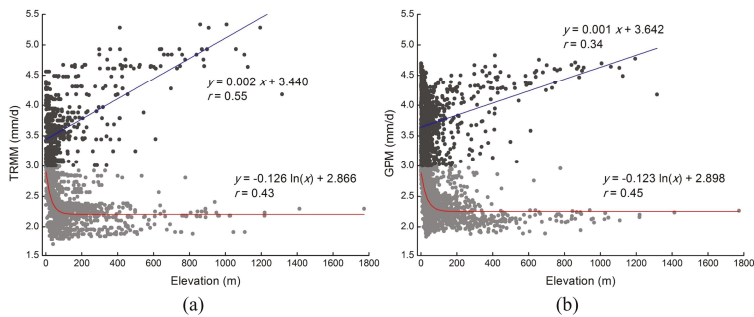 5.5
5.0
4.5
4.0
3.5
3.0
2.5
2.0
1.5
TRMM (mm/d)
y = 0.002 x + 3.440
r = 0.55
y = -0.126 ln(x) + 2.866
r = 0.43
0 200 400 600 800 1000 1200 1400 1600 1800
Elevation (m)
(a)
5.5
5.0
4.5
4.0
3.5
3.0
2.5
2.0
1.5
GPM (mm/d)
y = 0.001 x + 3.642
r = 0.34
y = -0.123 ln(x) + 2.898
r = 0.45
0 200 400 600 800 1000 1200 1400 1600 1800
Elevation (m)
(b)